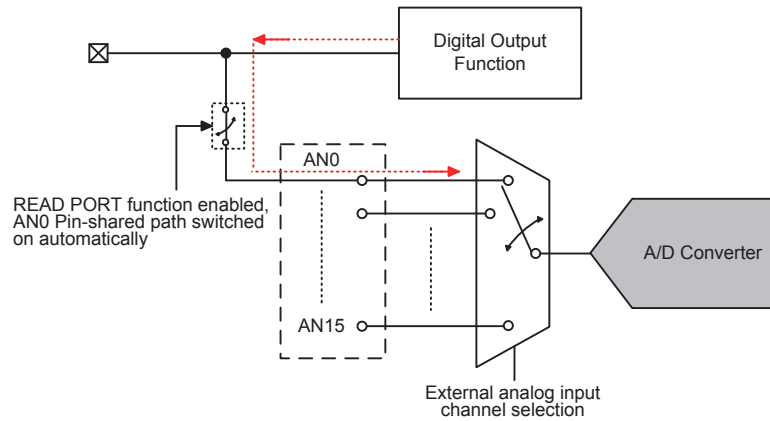 Digital Output
Function
AN0
READ PORT function enabled,
AN0 Pin-shared path switched
on automatically
A/D Converter
AN15
External analog input
channel selection